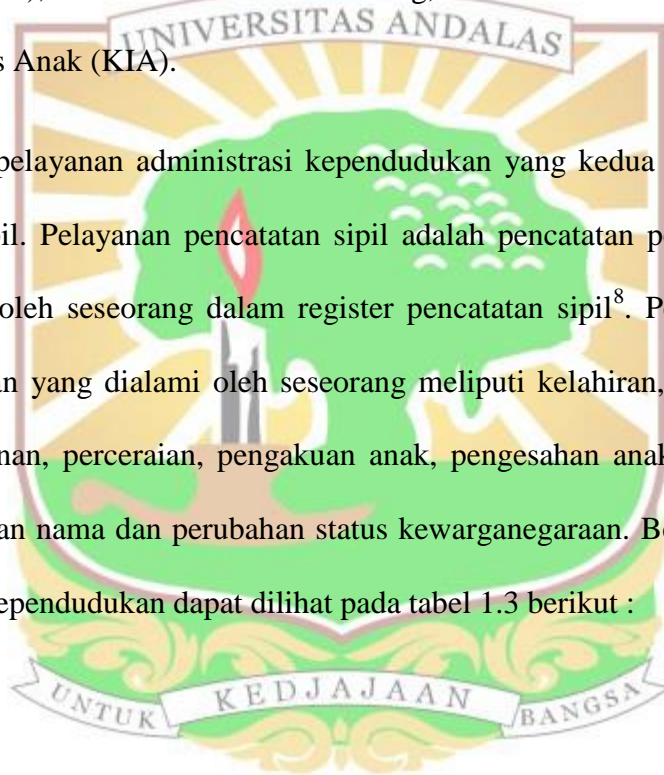 UNIVERSITAS ANDALAS
s Anak (KIA).
pelayanan administrasi kependudukan yang kedua
il. Pelayanan pencatatan sipil adalah pencatatan p
oleh seseorang dalam register pencatatan sipil⁸. P
an yang dialami oleh seseorang meliputi kelahiran,
nan, perceraian, pengakuan anak, pengesahan anak
an nama dan perubahan status kewarganegaraan. B
ependudukan dapat dilihat pada tabel 1.3 berikut :
UNTUK KEDJAJAAN BANGSA